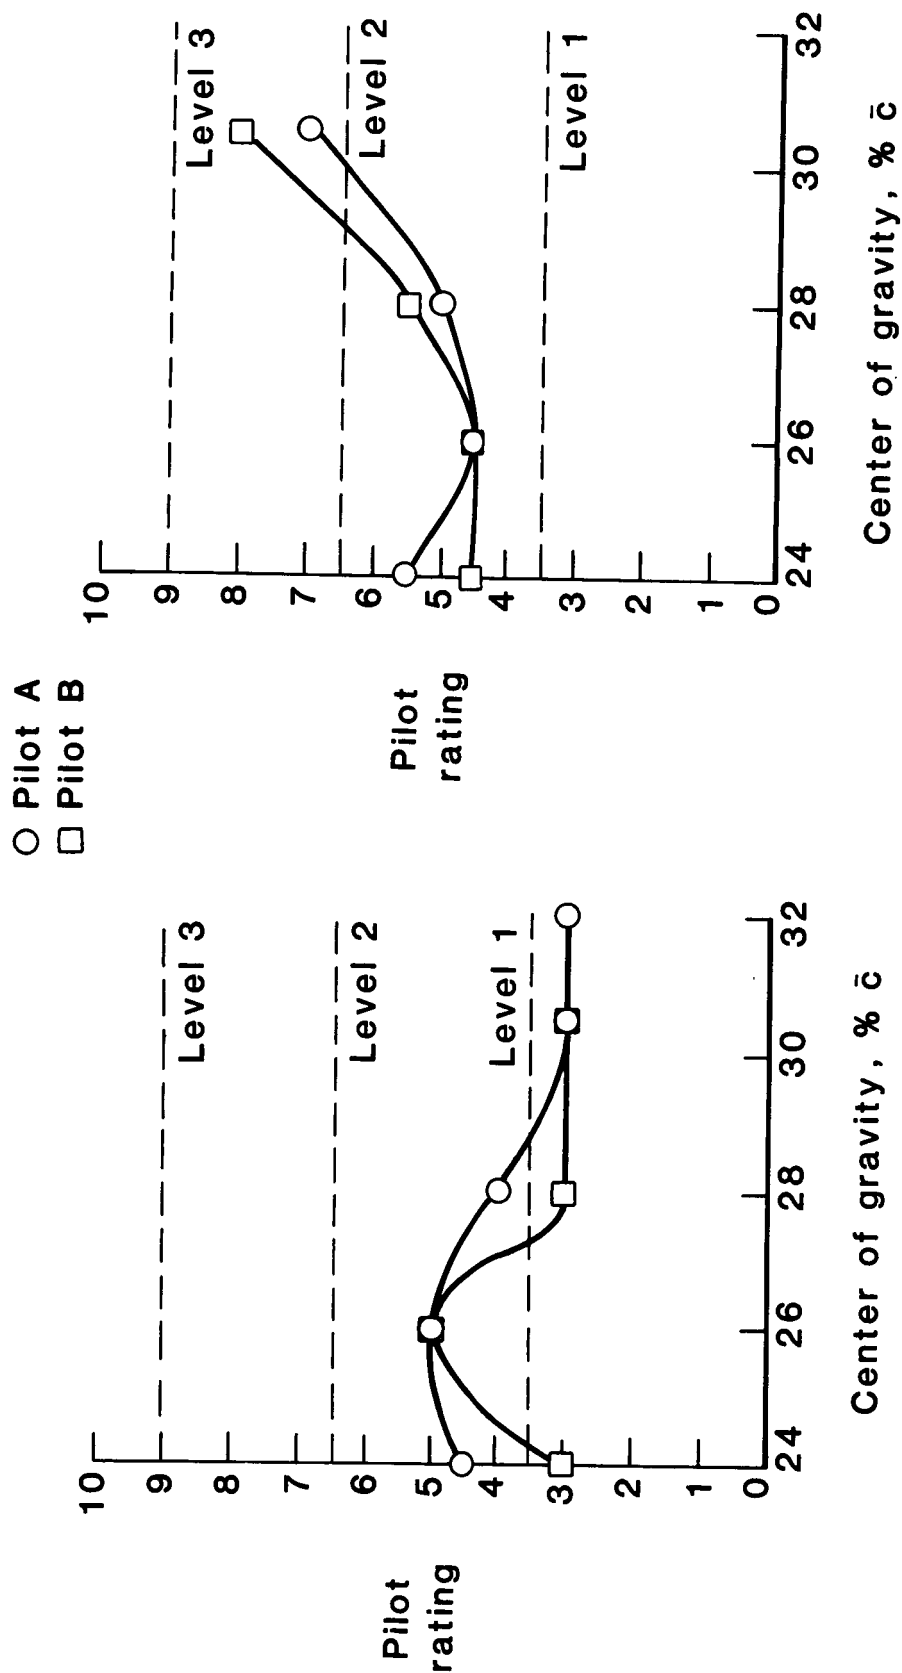 ○ Pilot A
□ Pilot B
10
9
8
7
6
5
4
3
2
1
0
Pilot
rating
Level 3
Level 2
Level 1
24
26
28
30
32
Center of gravity, % c̄
10
9
8
7
6
5
4
3
2
1
0
Pilot
rating
Level 3
Level 2
Level 1
24
26
28
30
32
Center of gravity, % c̄